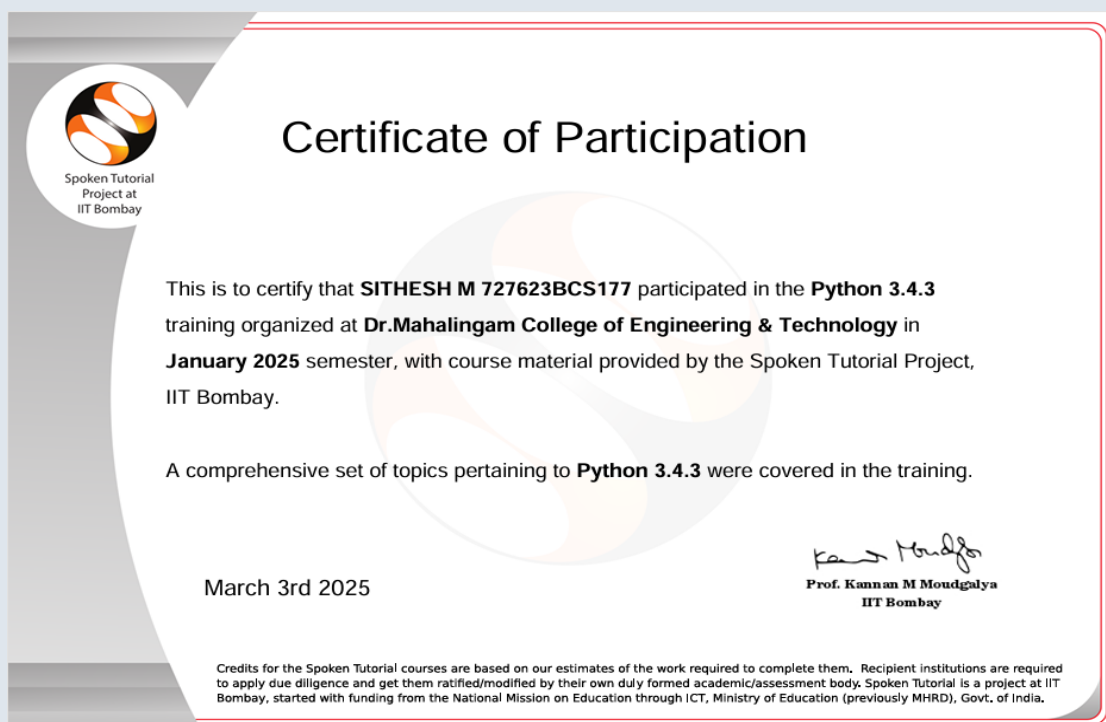 Spoken Tutorial
Project at
IIT Bombay
Certificate of Participation
This is to certify that SITHESH M 727623BCS177 participated in the Python 3.4.3
training organized at Dr.Mahalingam College of Engineering & Technology in
January 2025 semester, with course material provided by the Spoken Tutorial Project,
IIT Bombay.
A comprehensive set of topics pertaining to Python 3.4.3 were covered in the training.
March 3rd 2025
Prof. Kannan M Moudgalya
IIT Bombay
Credits for the Spoken Tutorial courses are based on our estimates of the work required to complete them. Recipient institutions are required
to apply due diligence and get them ratified/modified by their own duly formed academic/assessment body. Spoken Tutorial is a project at IIT
Bombay, started with funding from the National Mission on Education through ICT, Ministry of Education (previously MHRD), Govt. of India.